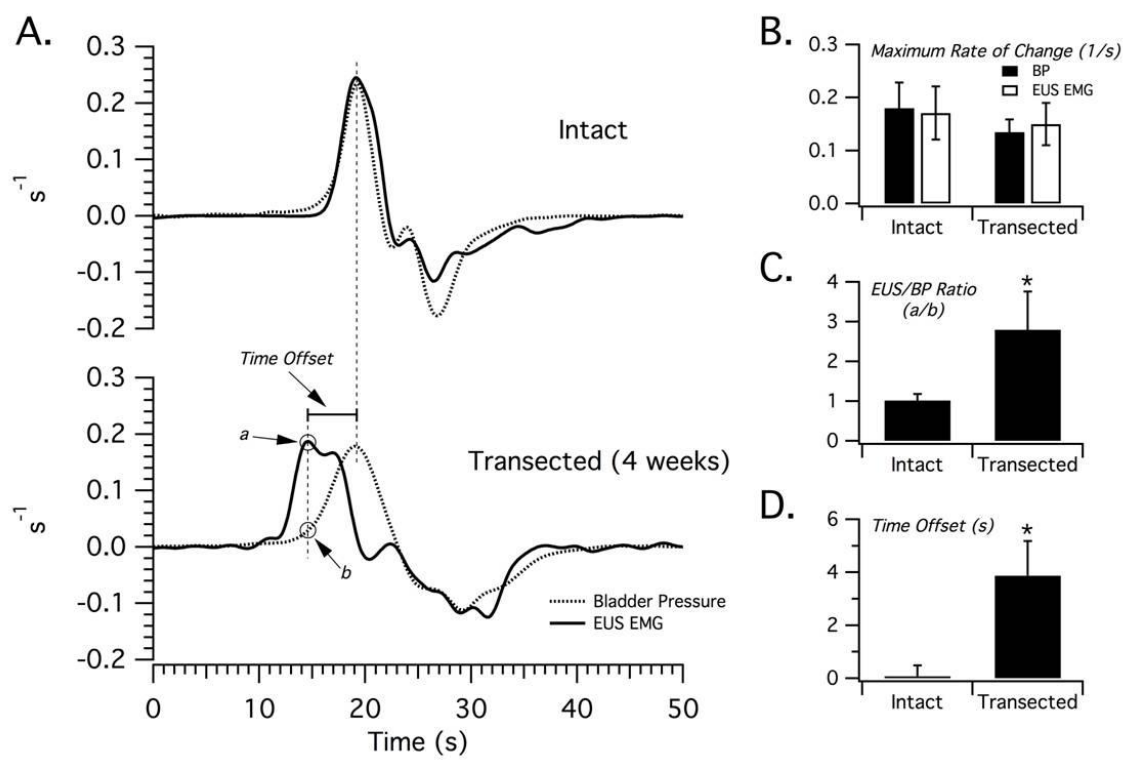 A.
0.3
0.2
0.1
0.0
-0.1
-0.2
s-1
Intact
0.3
0.2
0.1
0.0
-0.1
-0.2
s-1
Time Offset
a
b
Transected (4 weeks)
Bladder Pressure
EUS EMG
0 10 20 30 40 50
Time (s)
B.
0.3
0.2
0.1
0.0
Maximum Rate of Change (1/s)
BP
EUS EMG
Intact Transected
C.
4
3
2
1
0
EUS/BP Ratio
(a/b)
*
Intact Transected
D.
6
4
2
0
Time Offset (s)
*
Intact Transected